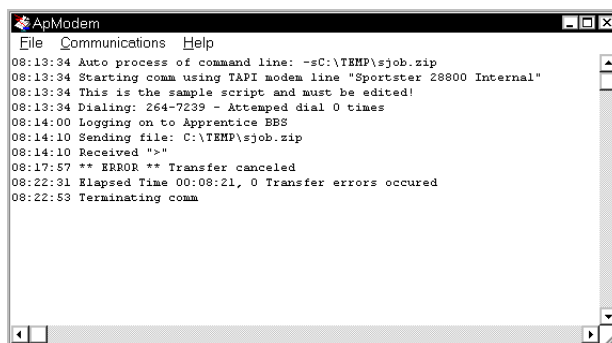 ApModem
File Communications Help
08:13:34 Auto process of command line: -sC:\TEMP\sjob.zip
08:13:34 Starting comm using TAPI modem line "Sportster 28800 Internal"
08:13:34 This is the sample script and must be edited!
08:13:34 Dialing: 264-7239 - Attemped dial 0 times
08:14:00 Logging on to Apprentice BBS
08:14:10 Sending file: C:\TEMP\sjob.zip
08:14:10 Received ">"
08:17:57 ** ERROR ** Transfer canceled
08:22:31 Elapsed Time 00:08:21, 0 Transfer errors occured
08:22:53 Terminating comm